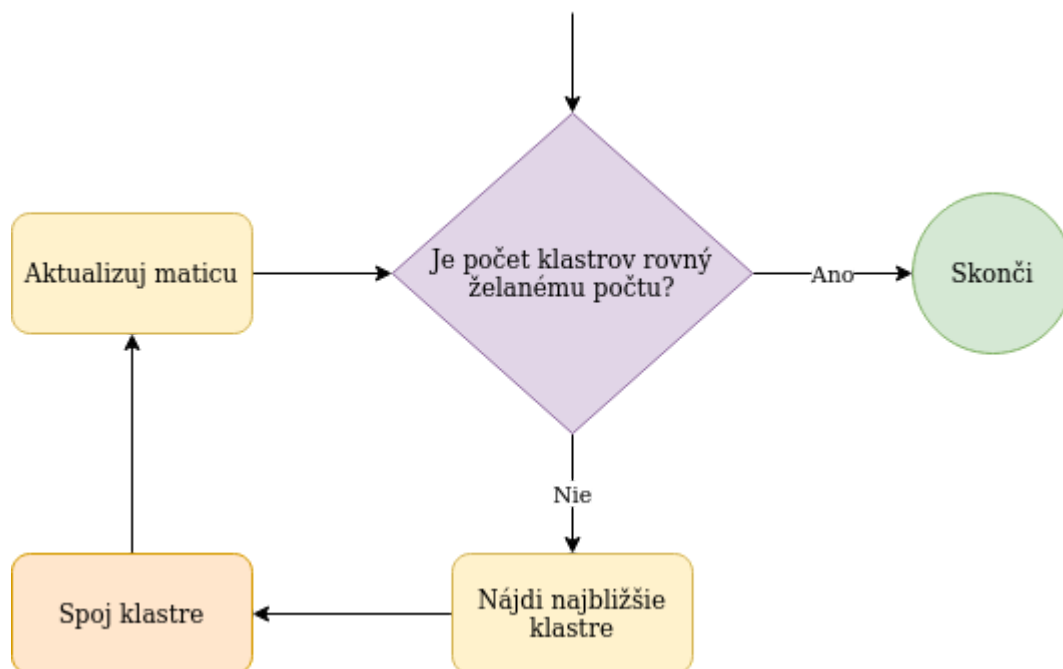 Je počet klastrov rovný
želanému počtu?
Aktualizuj maticu
Ano
Skonči
Nie
Nájdi najbližšie
klastre
Spoj klastre